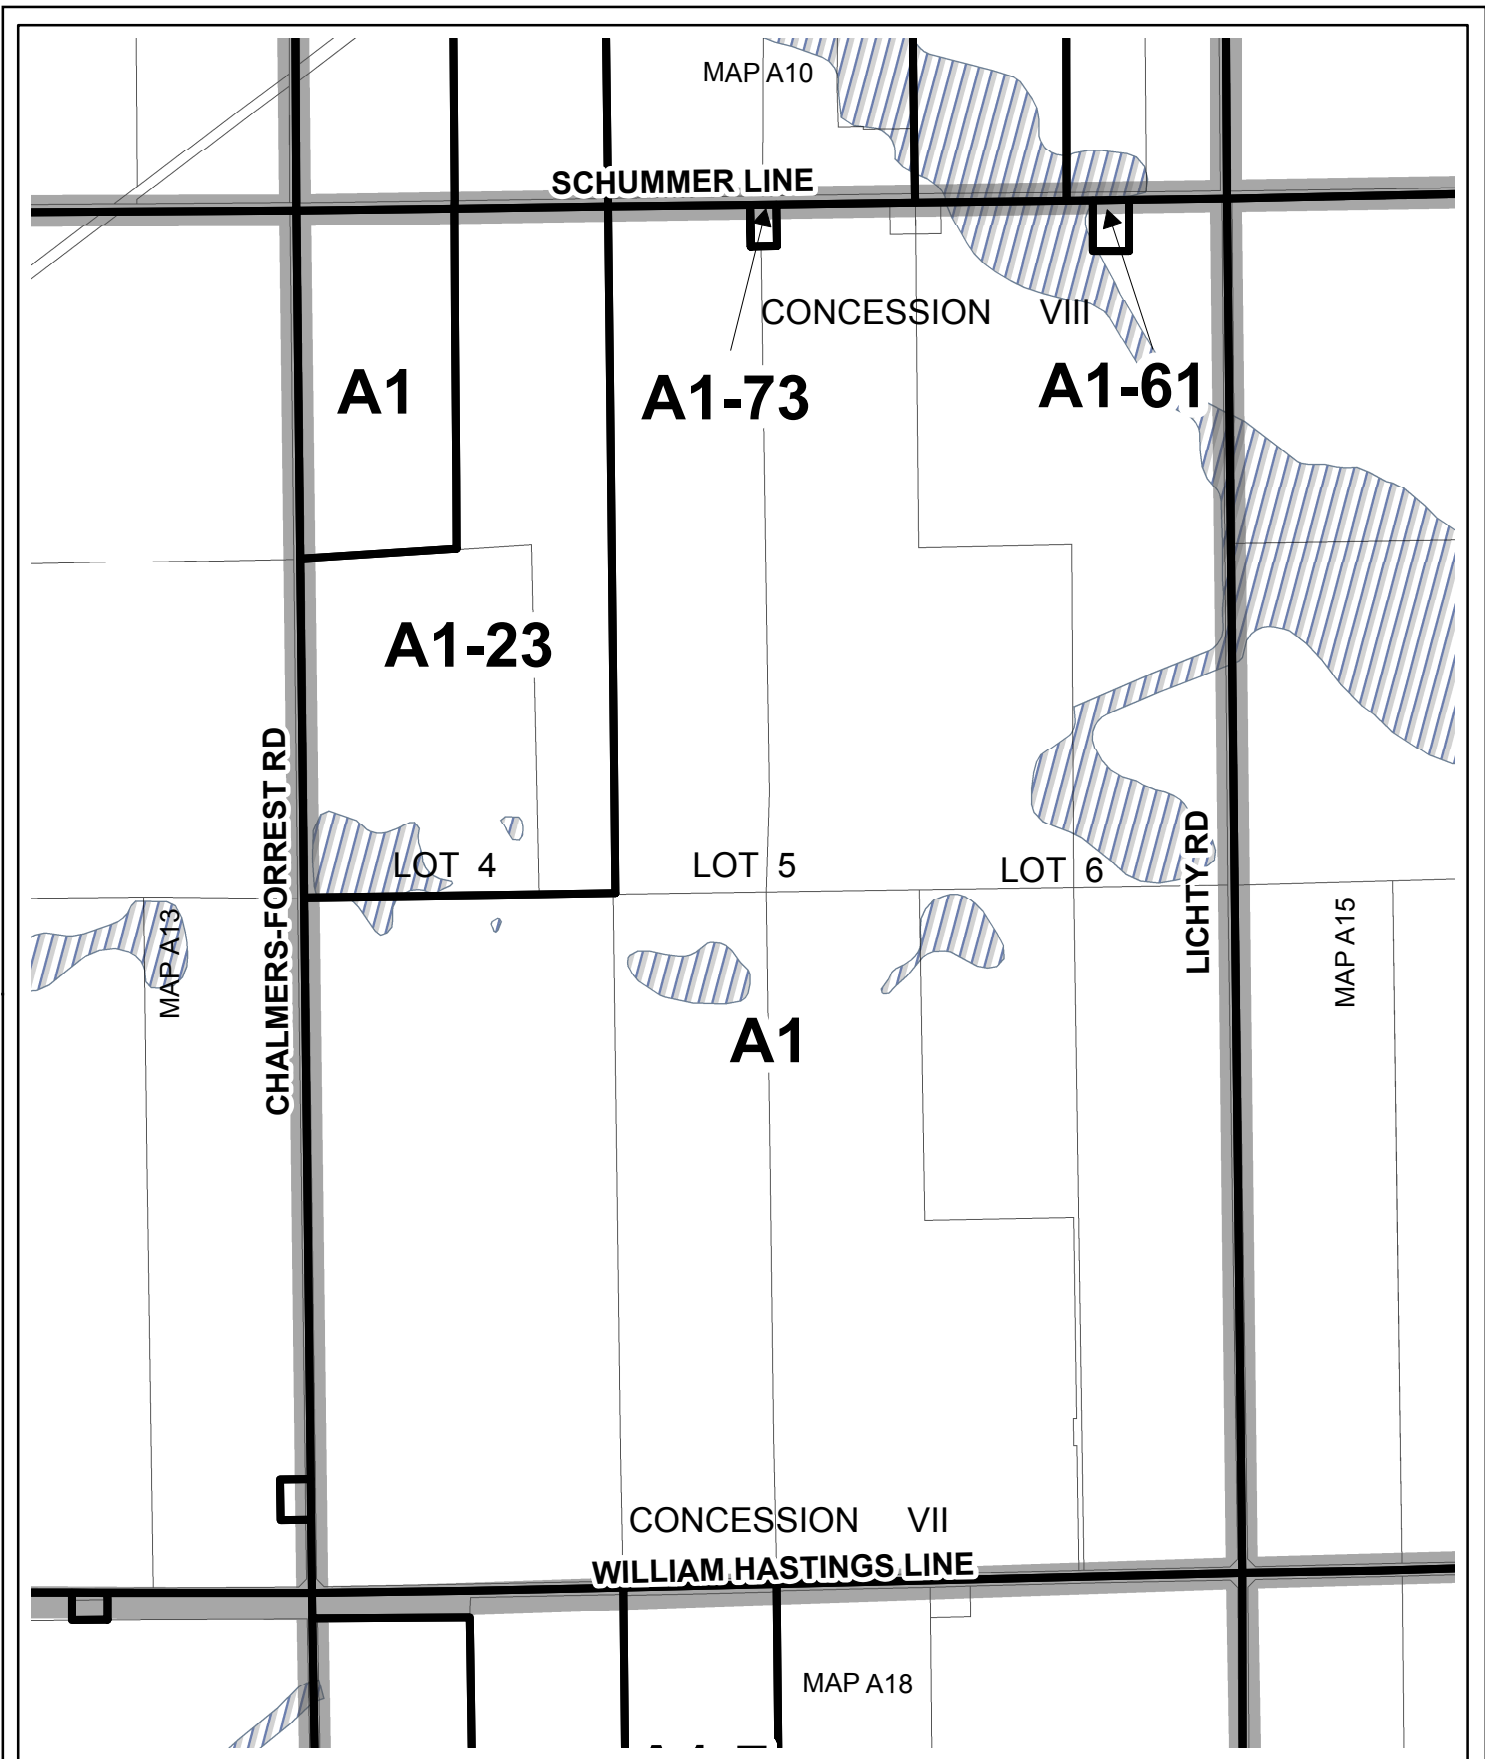 MAP A10
SCHUMMER LINE
CONCESSION VIII
A1
A1-73
A1-61
A1-23
CHALMERS-FORREST RD
LOT 4
LOT 5
LOT 6
LICHTY RD
MAP A13
MAP A15
A1
CONCESSION VII
WILLIAM HASTINGS LINE
MAP A18